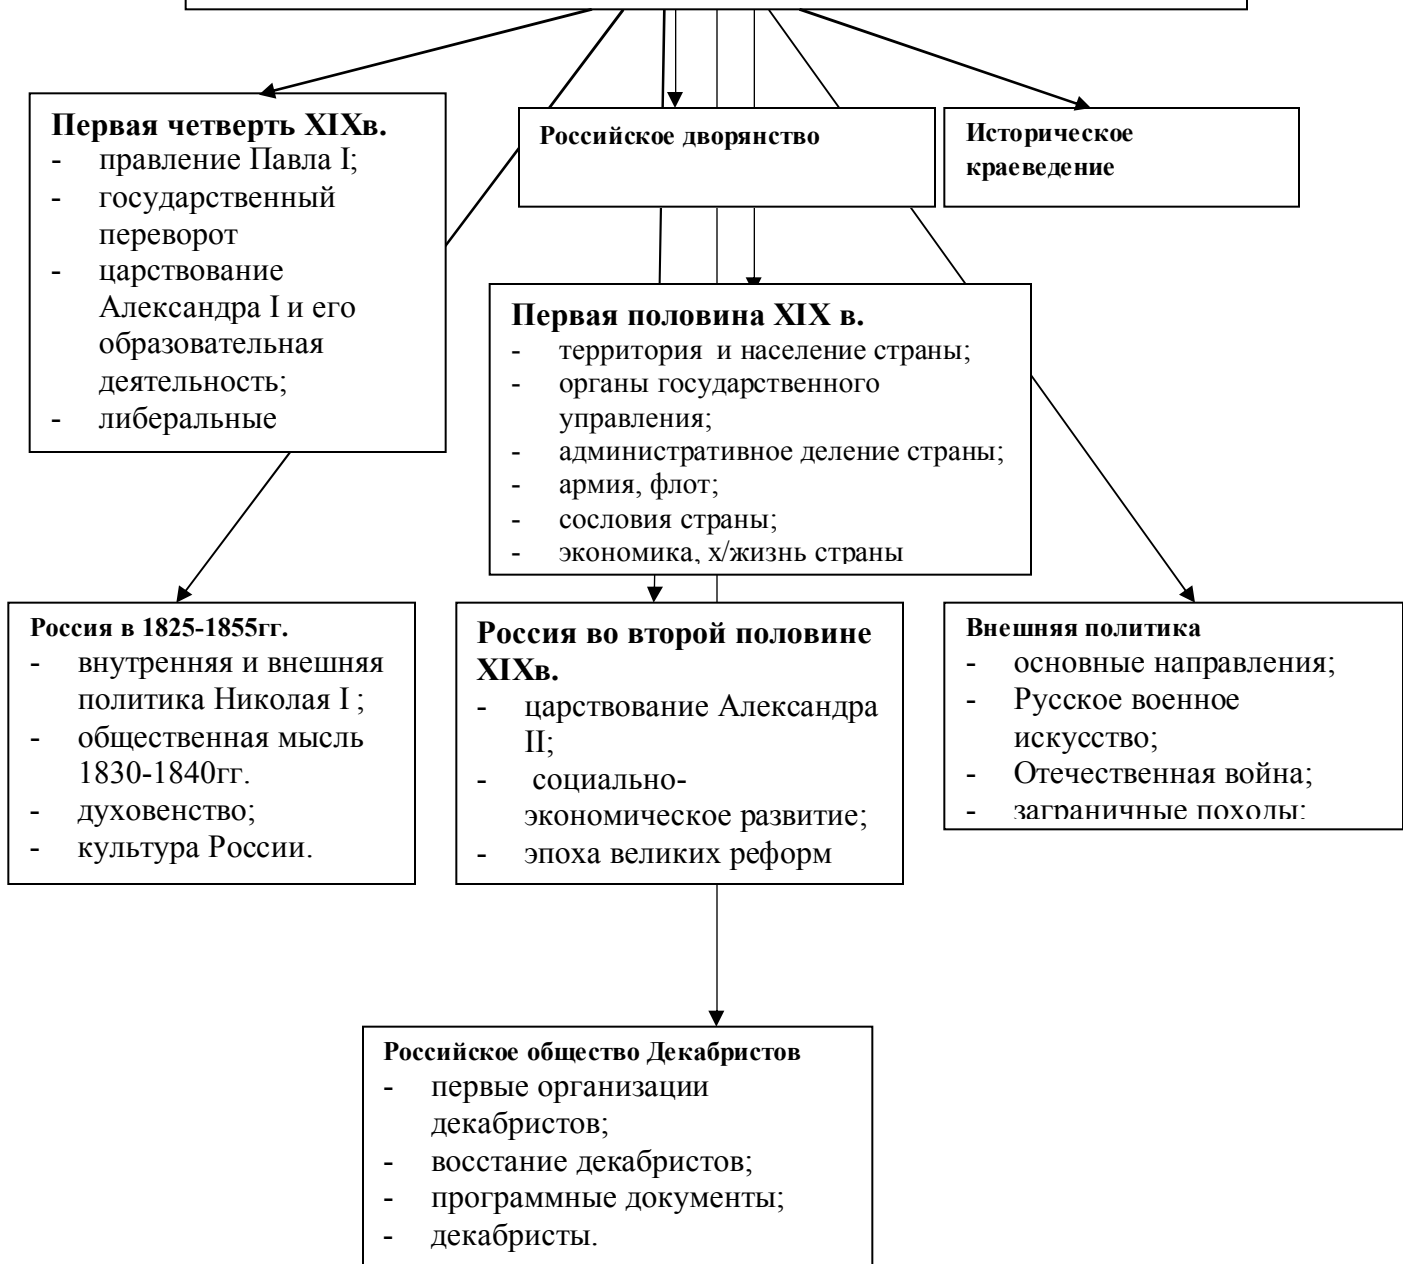 Первая четверть XIXв.
- правление Павла I;
- государственный
переворот
- царствование
Александра I и его
образовательная
деятельность;
- либеральные
Российское дворянство
Историческое
краеведение
Первая половина XIX в.
- территория и население страны;
- органы государственного
управления;
- административное деление страны;
- армия, флот;
- сословия страны;
- экономика, х/жизнь страны
Россия в 1825-1855гг.
- внутренняя и внешняя
политика Николая I ;
- общественная мысль
1830-1840гг.
- духовенство;
- культура России.
Россия во второй половине
XIXв.
- царствование Александра
II;
- социально-
экономическое развитие;
- эпоха великих реформ
Внешняя политика
- основные направления;
- Русское военное
искусство;
- Отечественная война;
- заграничные походы;
Российское общество Декабристов
- первые организации
декабристов;
- восстание декабристов;
- программные документы;
- декабристы.